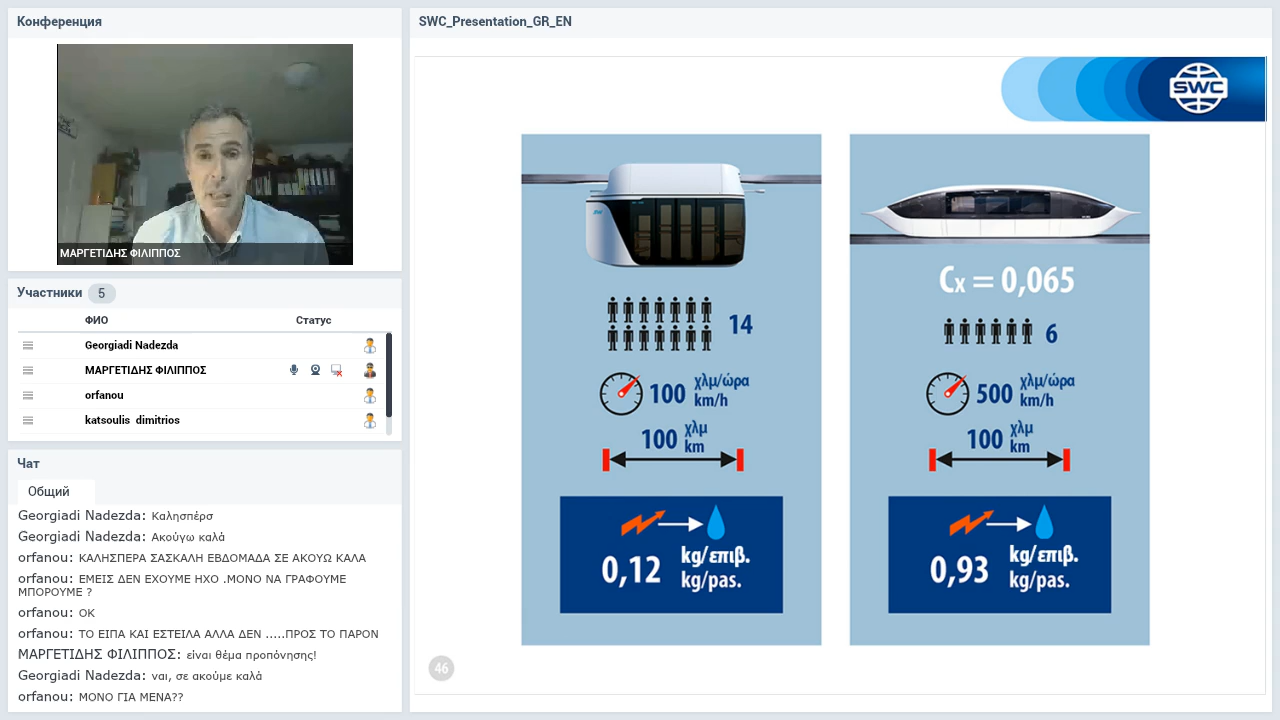 Конференция
ΜΑΡΓΕΤΙΔΗΣ ΦΙΛΙΠΠΟΣ
Участники 5
ФИО Статус
Georgiadi Nadezda
ΜΑΡΓΕΤΙΔΗΣ ΦΙΛΙΠΠΟΣ
orfanou
katsoulis dimitrios
Чат
Общий
Georgiadi Nadezda: Καλησπέρσ
Georgiadi Nadezda: Ακούγω καλά
orfanou: ΚΑΛΗΣΠΕΡΑ ΣΑΣΚΑΛΗ ΕΒΔΟΜΑΔΑ ΣΕ ΑΚΟΥΩ ΚΑΛΑ
orfanou: ΕΜΕΙΣ ΔΕΝ ΕΧΟΥΜΕ ΗΧΟ .ΜΟΝΟ ΝΑ ΓΡΑΦΟΥΜΕ
ΜΠΟΡΟΥΜΕ ?
orfanou: ΟΚ
orfanou: ΤΟ ΕΙΠΑ ΚΑΙ ΕΣΤΕΙΛΑ ΑΛΛΑ ΔΕΝ .....ΠΡΟΣ ΤΟ ΠΑΡΟΝ
ΜΑΡΓΕΤΙΔΗΣ ΦΙΛΙΠΠΟΣ: είναι θέμα προπόνησης!
Georgiadi Nadezda: ναι, σε ακούμε καλά
orfanou: ΜΟΝΟ ΓΙΑ ΜΕΝΑ??
SWC_Presentation_GR_EN
SWC
14
100 χλμ/ώρα
km/h
100 χλμ
km
0,12 kg/επιβ.
kg/pas.
Cx = 0,065
6
500 χλμ/ώρα
km/h
100 χλμ
km
0,93 kg/επιβ.
kg/pas.
46